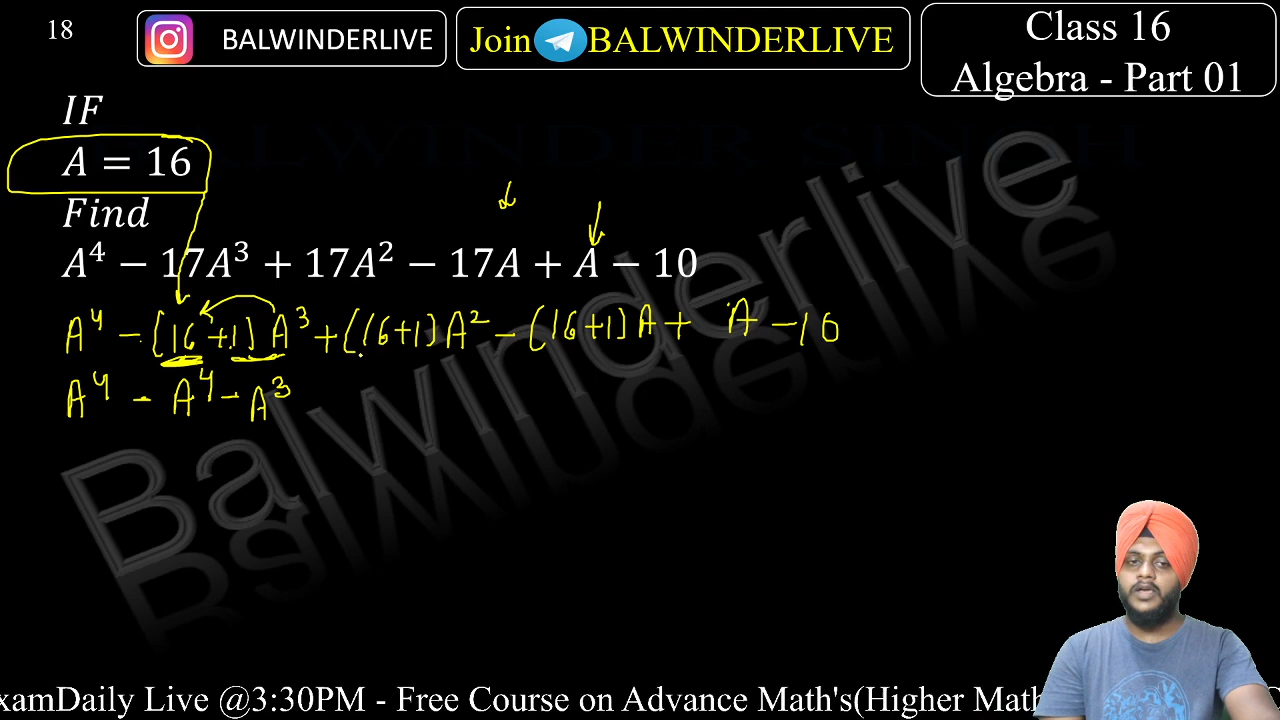 18
BALWINDERLIVE
Join BALWINDERLIVE
Class 16
Algebra - Part 01
IF
A = 16
Find
A⁴ − 17A³ + 17A² − 17A + A − 10
A⁴ − (16+1)A³ + (16+1)A² − (16+1)A + A − 10
A⁴ − A⁴ − A³
Balwinderlive
xamDaily Live @3:30PM - Free Course on Advance Math's(Higher Math